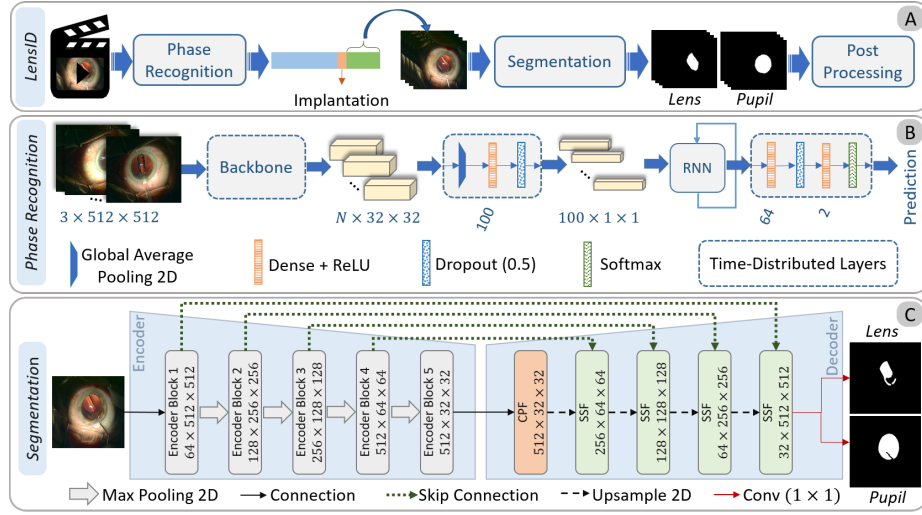 A
LensID
Phase
Recognition
Implantation
Segmentation
Lens
Pupil
Post
Processing
B
Phase Recognition
3 × 512 × 512
Backbone
N × 32 × 32
100
100 × 1 × 1
RNN
64
2
Prediction
Global Average
Pooling 2D
Dense + ReLU
Dropout (0.5)
Softmax
Time-Distributed Layers
C
Segmentation
Encoder
Encoder Block 1
64 × 512 × 512
Encoder Block 2
128 × 256 × 256
Encoder Block 3
256 × 128 × 128
Encoder Block 4
512 × 64 × 64
Encoder Block 5
512 × 32 × 32
CPF
512 × 32 × 32
SSF
256 × 64 × 64
SSF
128 × 128 × 128
SSF
64 × 256 × 256
SSF
32 × 512 × 512
Decoder
Lens
Pupil
Max Pooling 2D
Connection
Skip Connection
Upsample 2D
Conv (1 × 1)